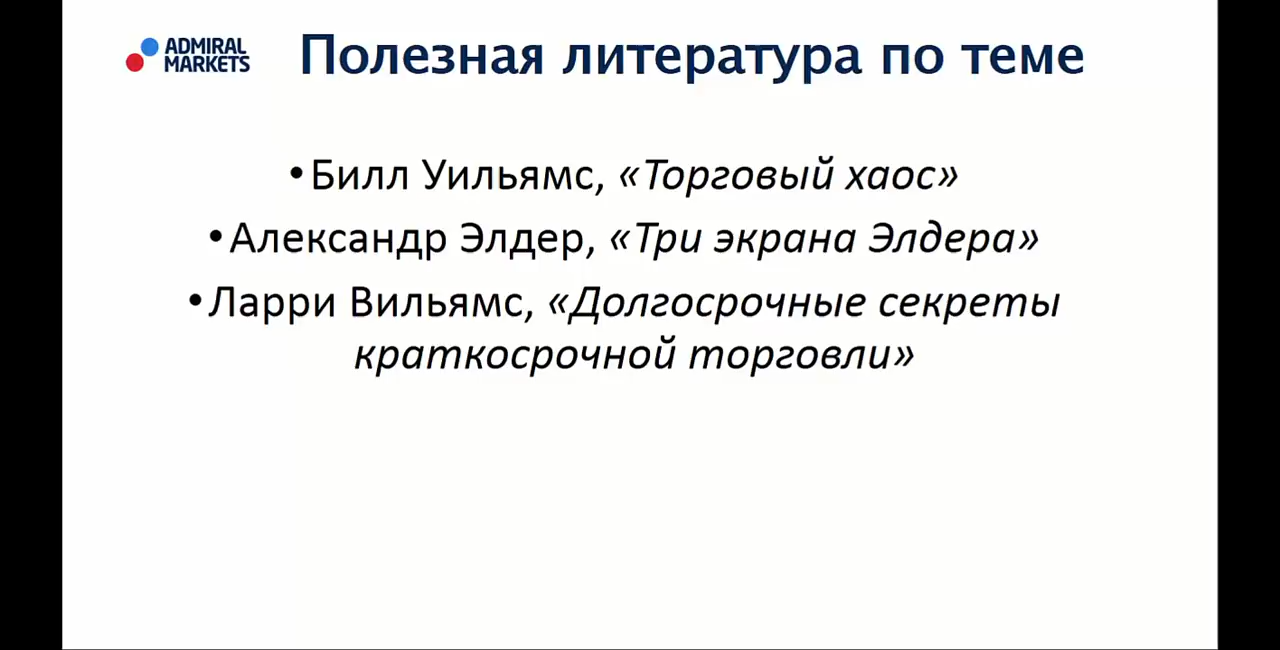 ADMIRAL
MARKETS
Полезная литература по теме
•Билл Уильямс, «Торговый хаос»
•Александр Элдер, «Три экрана Элдера»
•Ларри Вильямс, «Долгосрочные секреты
краткосрочной торговли»